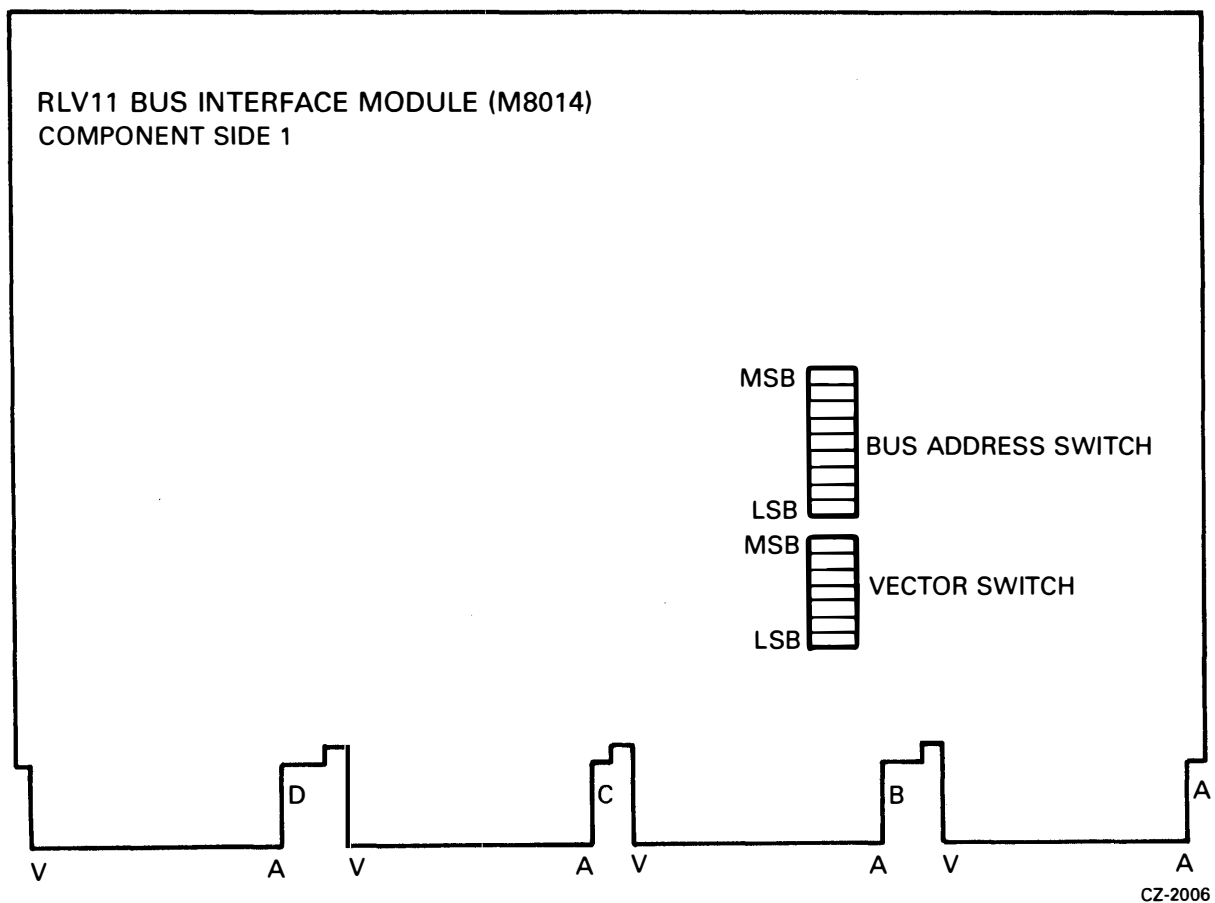 RLV11 BUS INTERFACE MODULE (M8014)
COMPONENT SIDE 1
MSB
BUS ADDRESS SWITCH
LSB
MSB
VECTOR SWITCH
LSB
D
C
B
A
V
A
V
A
V
A
V
A
CZ-2006